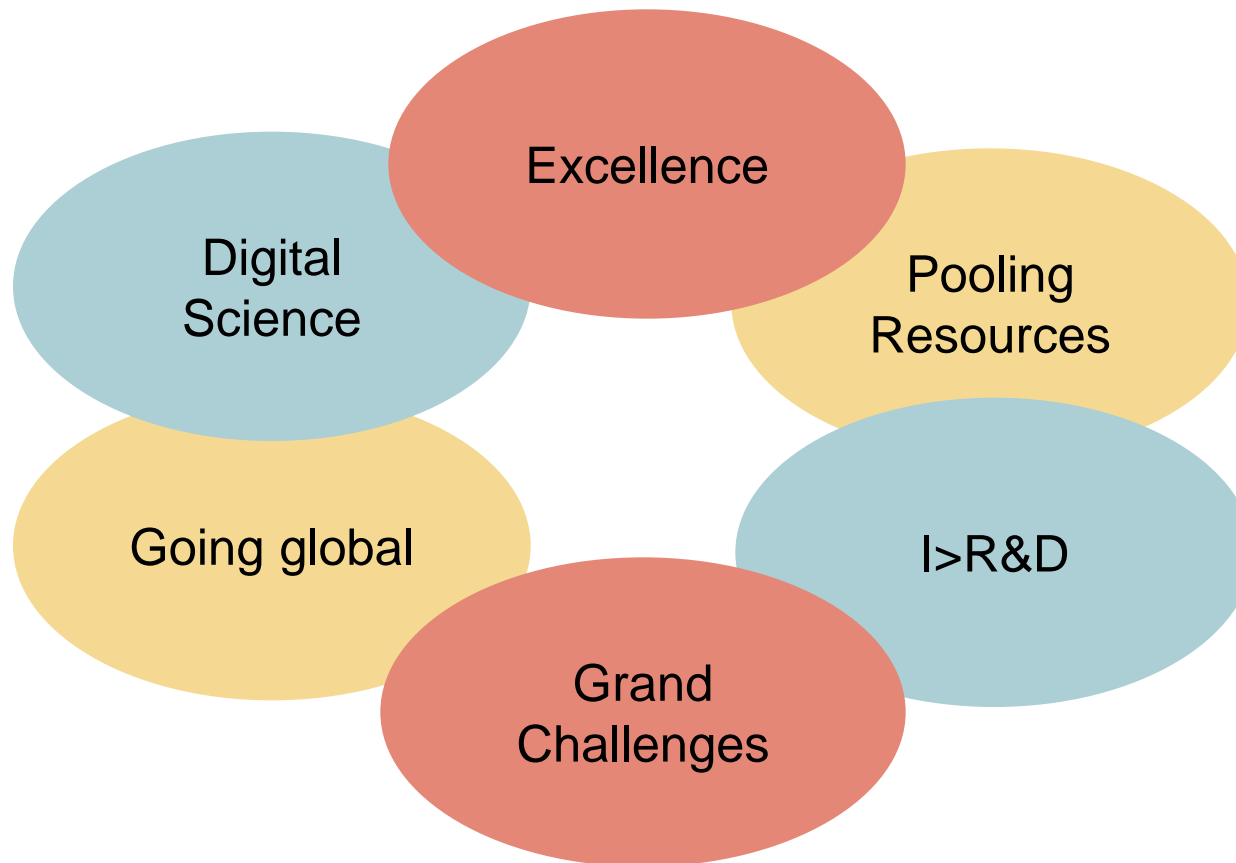 Excellence
Digital
Science
Pooling
Resources
Going global
I>R&D
Grand
Challenges